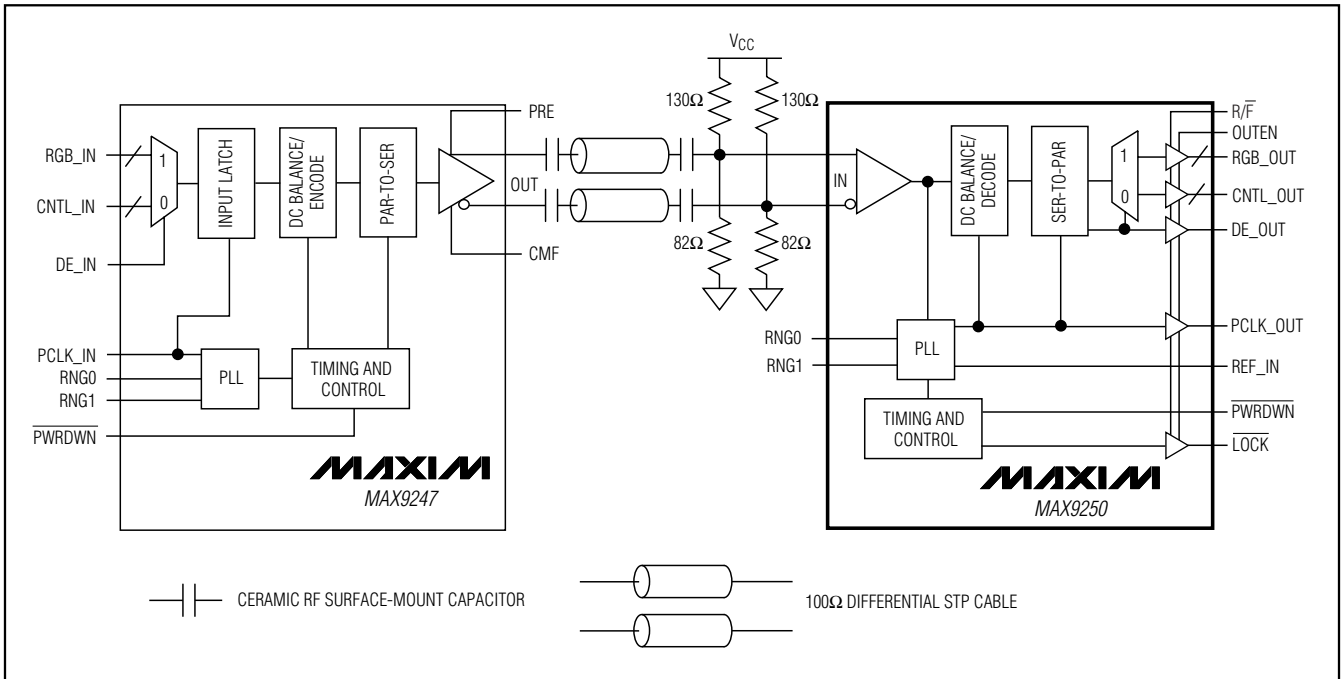 VCC
130Ω
130Ω
82Ω
82Ω
RGB_IN
CNTL_IN
DE_IN
PCLK_IN
RNG0
RNG1
PWRDWN
1
0
INPUT LATCH
DC BALANCE/
ENCODE
PAR-TO-SER
PLL
TIMING AND
CONTROL
PRE
OUT
CMF
MAXIM
MAX9247
IN
RNG0
RNG1
DC BALANCE/
DECODE
SER-TO-PAR
1
0
PLL
TIMING AND
CONTROL
R/F
OUTEN
RGB_OUT
CNTL_OUT
DE_OUT
PCLK_OUT
REF_IN
PWRDWN
LOCK
MAXIM
MAX9250
CERAMIC RF SURFACE-MOUNT CAPACITOR
100Ω DIFFERENTIAL STP CABLE